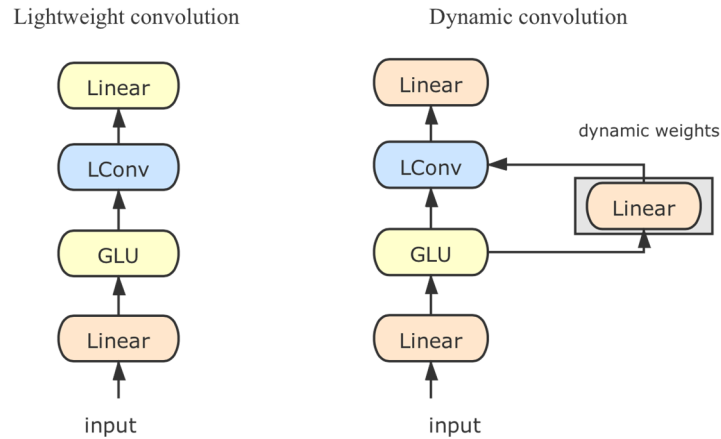 Lightweight convolution
Linear
LConv
GLU
Linear
input
Dynamic convolution
Linear
dynamic weights
LConv
Linear
GLU
Linear
input